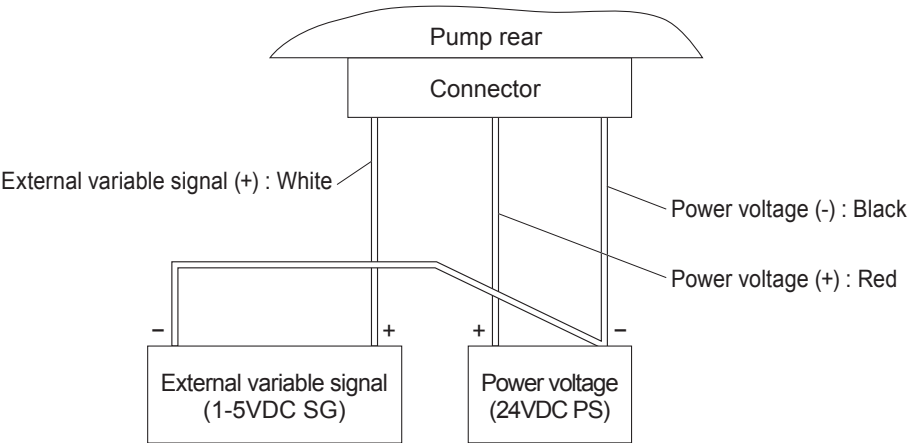 Pump rear
Connector
External variable signal (+) : White
Power voltage (-) : Black
Power voltage (+) : Red
− + + −
External variable signal
(1-5VDC SG)
Power voltage
(24VDC PS)